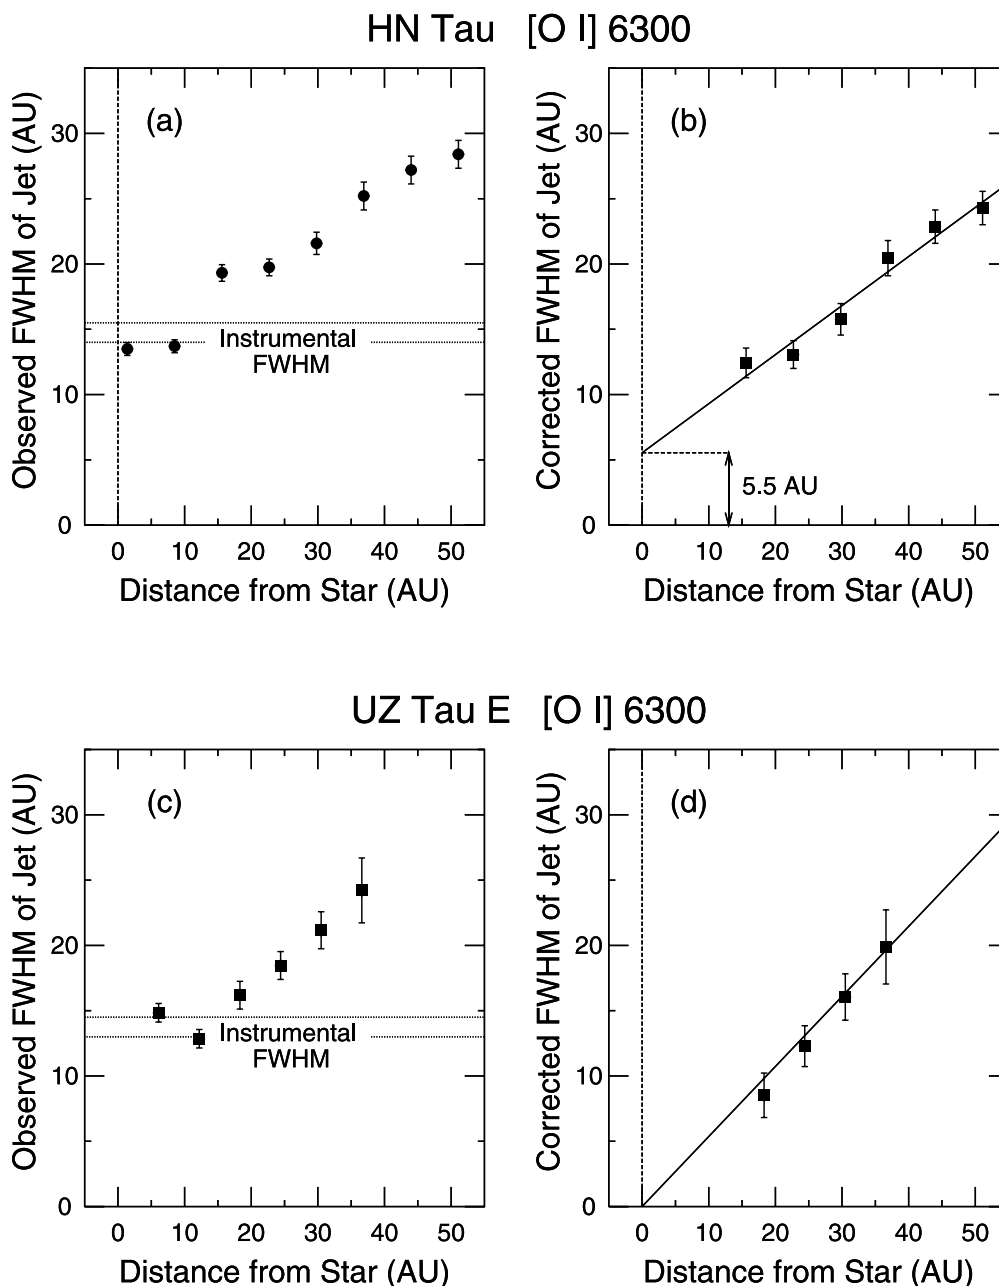 HN Tau [O I] 6300
(a)
Observed FWHM of Jet (AU)
30
20
10
0
Instrumental
FWHM
0 10 20 30 40 50
Distance from Star (AU)
(b)
Corrected FWHM of Jet (AU)
30
20
10
0
5.5 AU
0 10 20 30 40 50
Distance from Star (AU)
UZ Tau E [O I] 6300
(c)
Observed FWHM of Jet (AU)
30
20
10
0
Instrumental
FWHM
0 10 20 30 40 50
Distance from Star (AU)
(d)
Corrected FWHM of Jet (AU)
30
20
10
0
0 10 20 30 40 50
Distance from Star (AU)